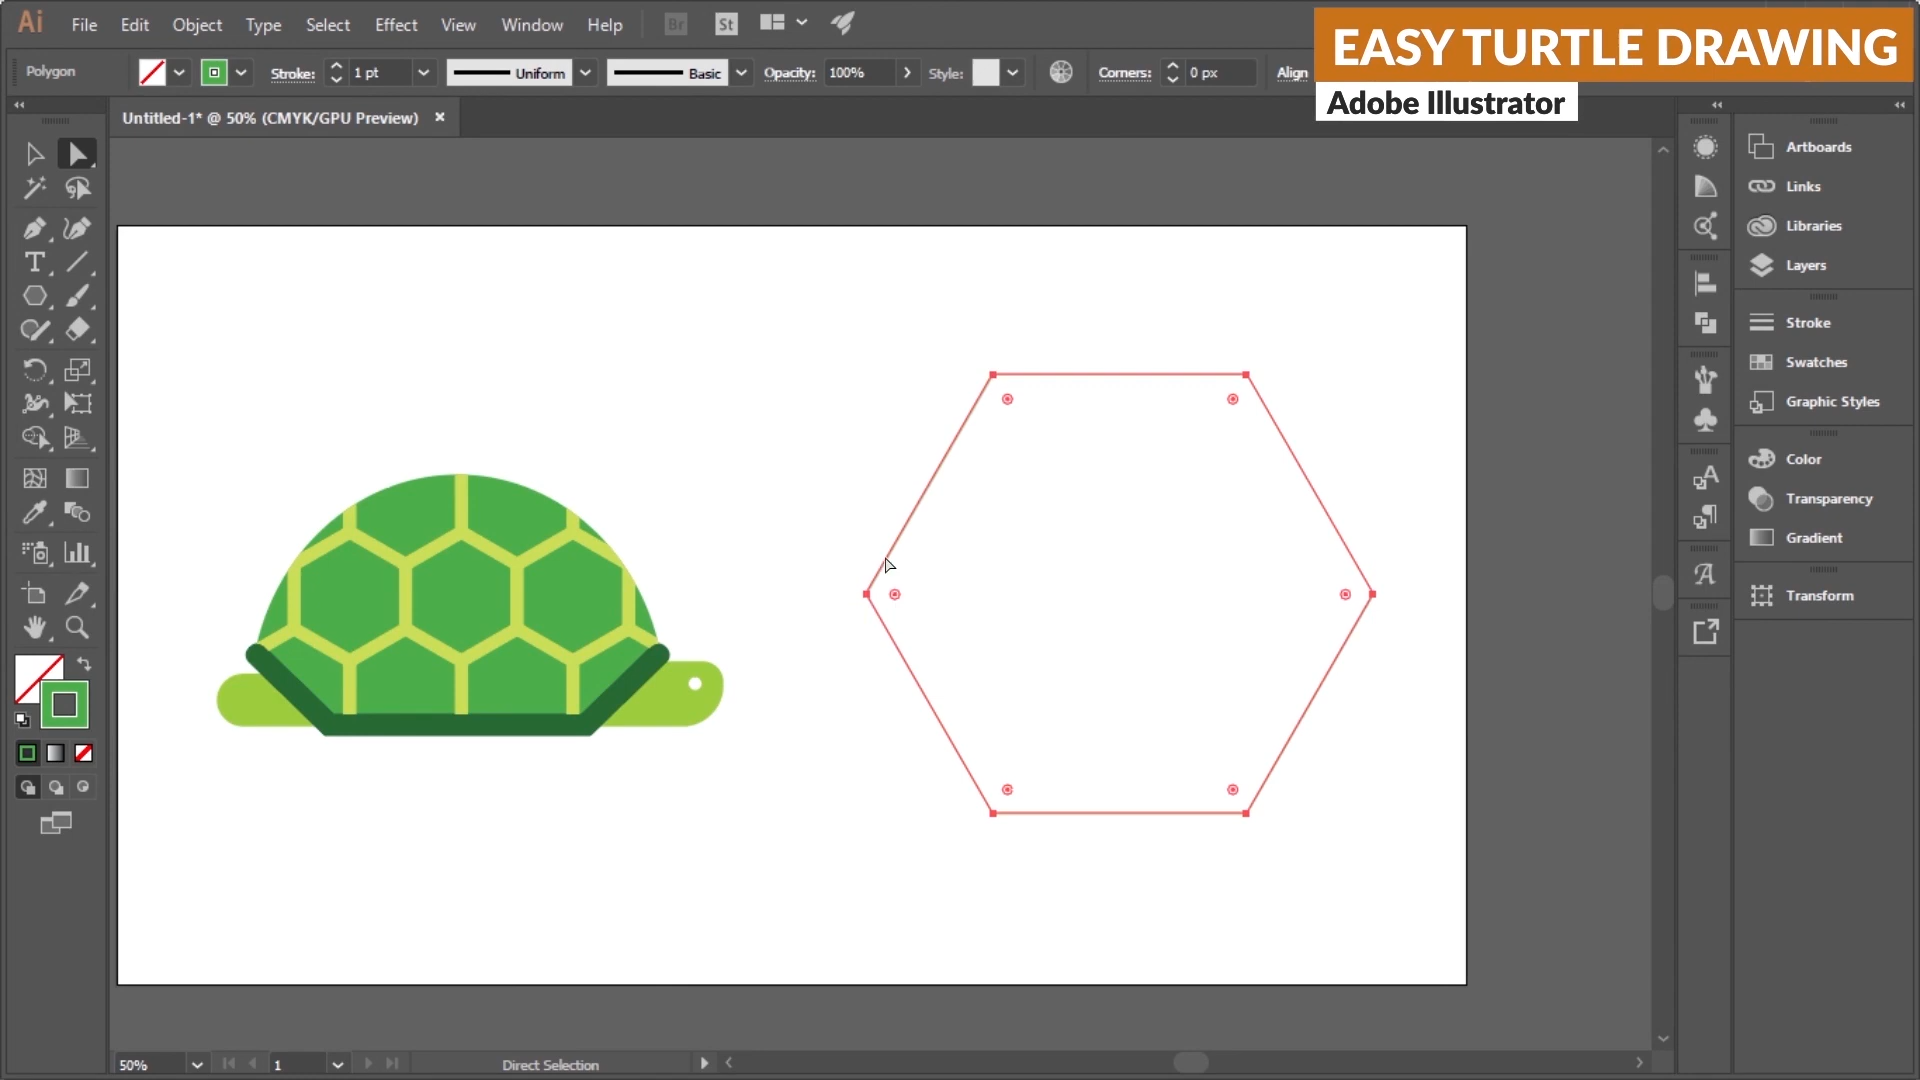 Ai File Edit Object Type Select Effect View Window Help Br St
EASY TURTLE DRAWING
Polygon Stroke: 1 pt Uniform Basic Opacity: 100% Style: Corners: 0 px Align
Adobe Illustrator
Untitled-1* @ 50% (CMYK/GPU Preview) ×
Artboards
Links
Libraries
Layers
Stroke
Swatches
Graphic Styles
Color
Transparency
Gradient
Transform
50% 1 Direct Selection